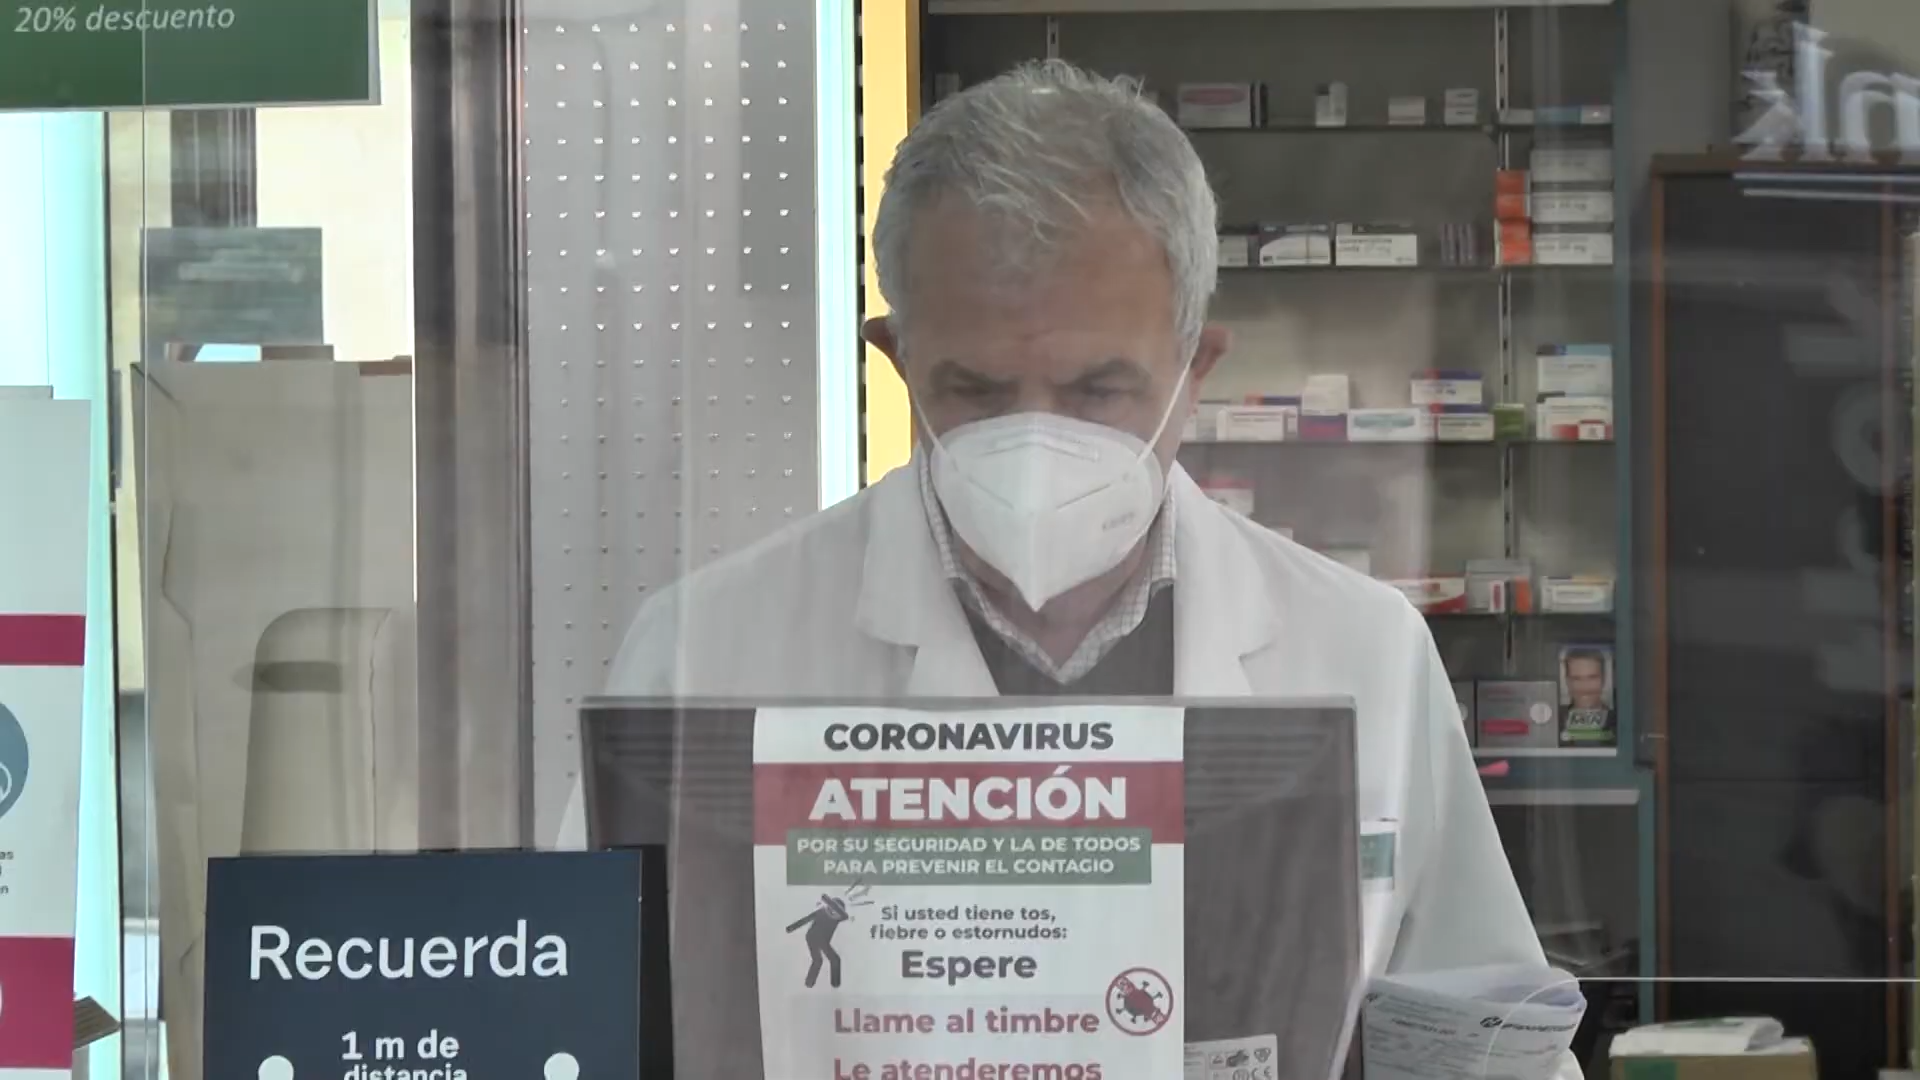 20% descuento
CORONAVIRUS
ATENCIÓN
POR SU SEGURIDAD Y LA DE TODOS
PARA PREVENIR EL CONTAGIO
Si usted tiene tos,
fiebre o estornudos:
Espere
Llame al timbre
Le atenderemos
Recuerda
1 m de
distancia